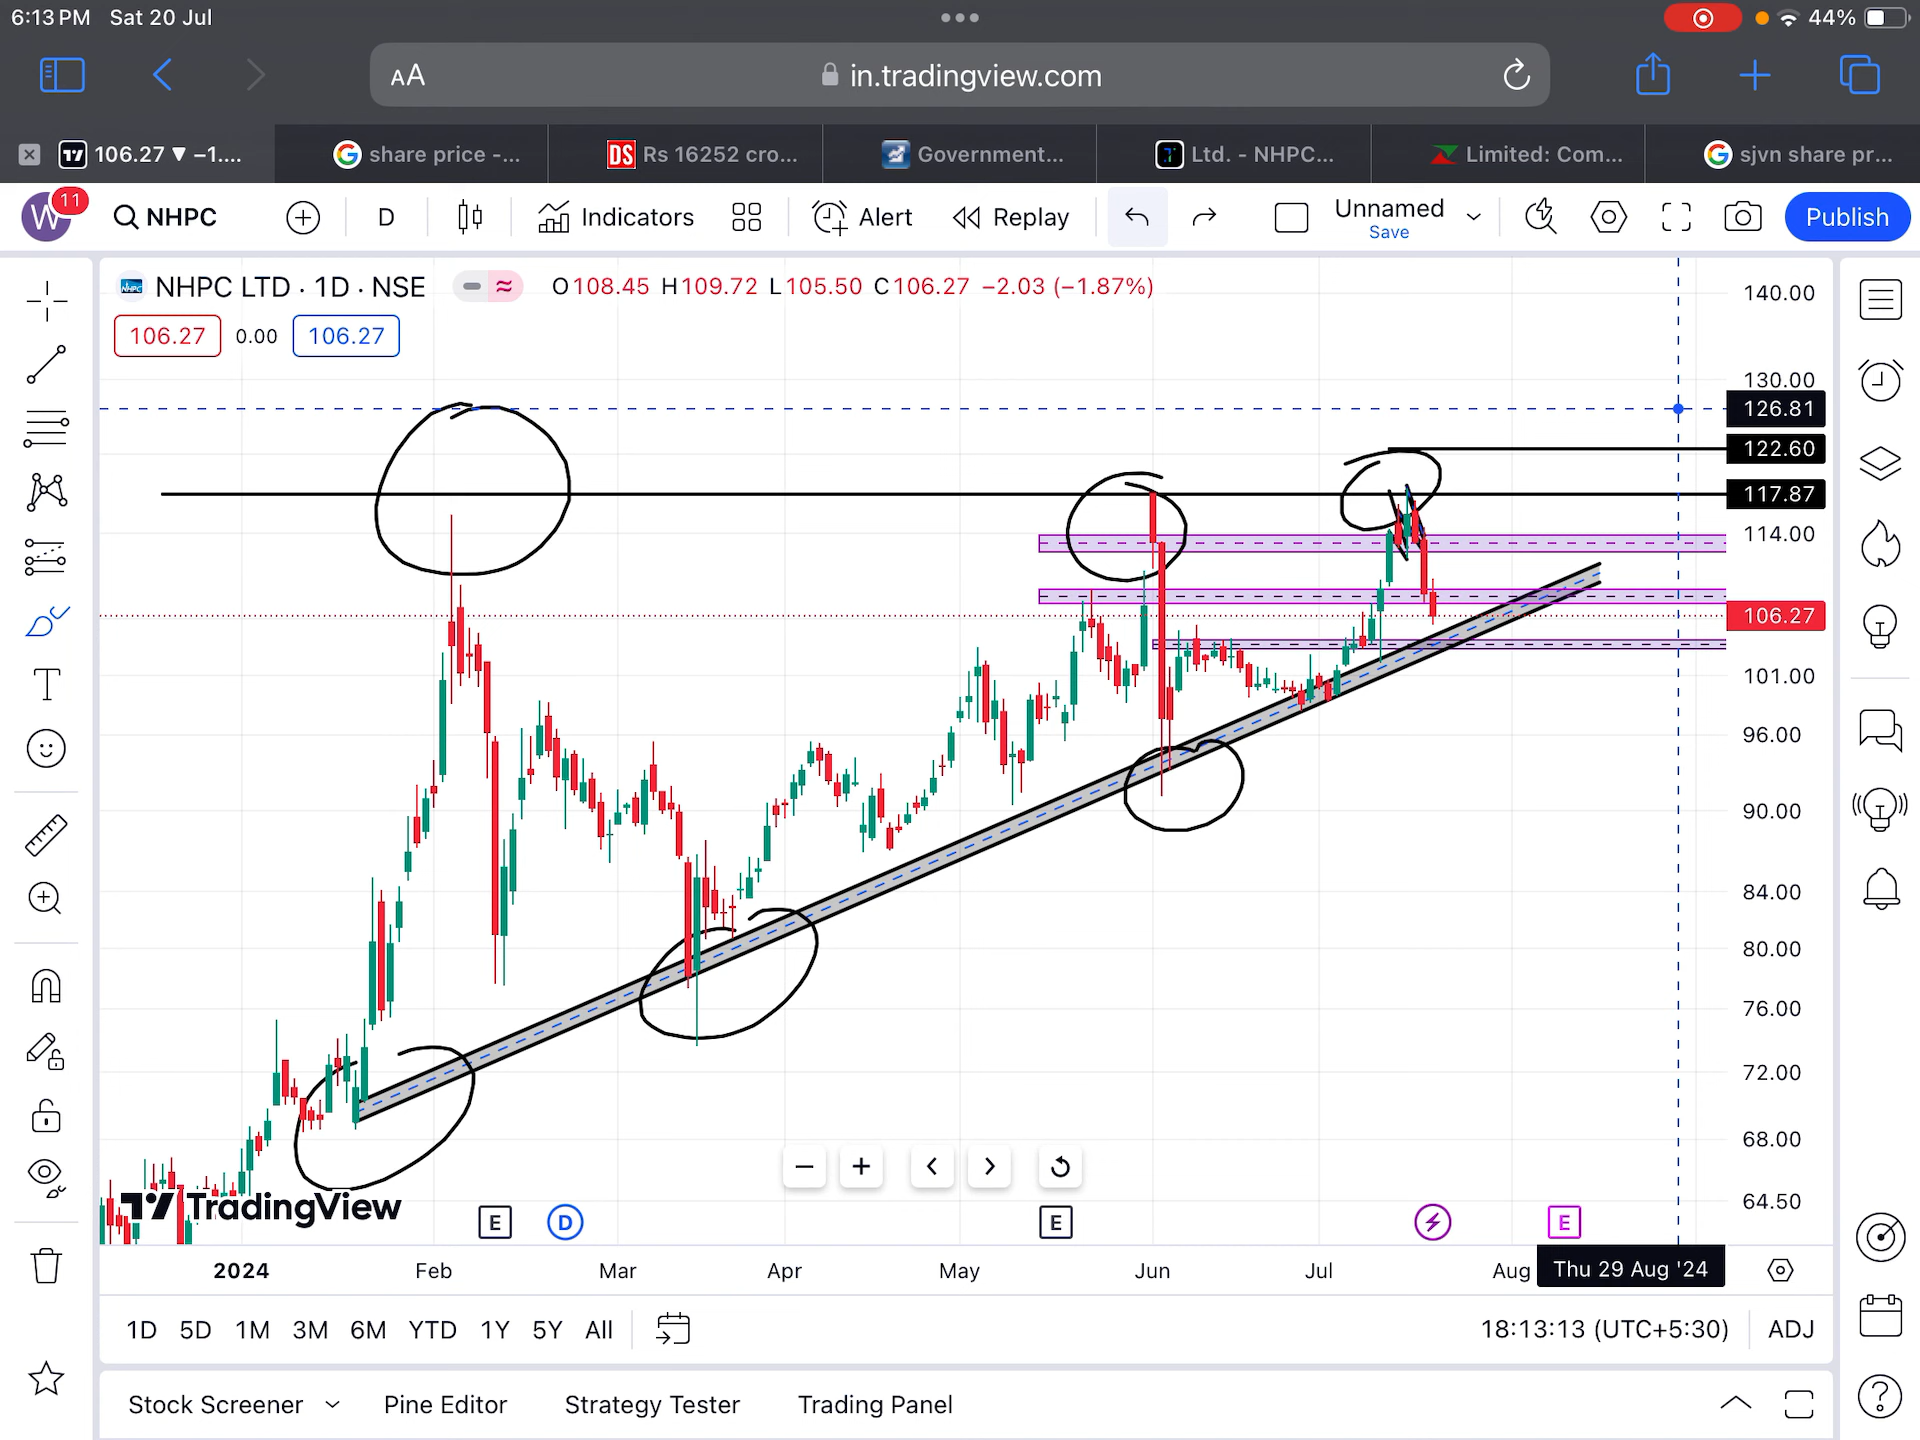 6:13 PM Sat 20 Jul
44%
AA
in.tradingview.com
106.27 ▼ −1....
share price -...
DS Rs 16252 cro...
Government...
Ltd. - NHPC...
Limited: Com...
sjvn share pr...
W 11
NHPC
D
Indicators
Alert
Replay
Unnamed
Save
Publish
NHPC LTD · 1D · NSE
O108.45 H109.72 L105.50 C106.27 −2.03 (−1.87%)
106.27 0.00 106.27
140.00
130.00
126.81
122.60
117.87
114.00
106.27
101.00
96.00
90.00
84.00
80.00
76.00
72.00
68.00
64.50
TradingView
E D E E
2024 Feb Mar Apr May Jun Jul Aug Thu 29 Aug '24
1D 5D 1M 3M 6M YTD 1Y 5Y All
18:13:13 (UTC+5:30) ADJ
Stock Screener Pine Editor Strategy Tester Trading Panel